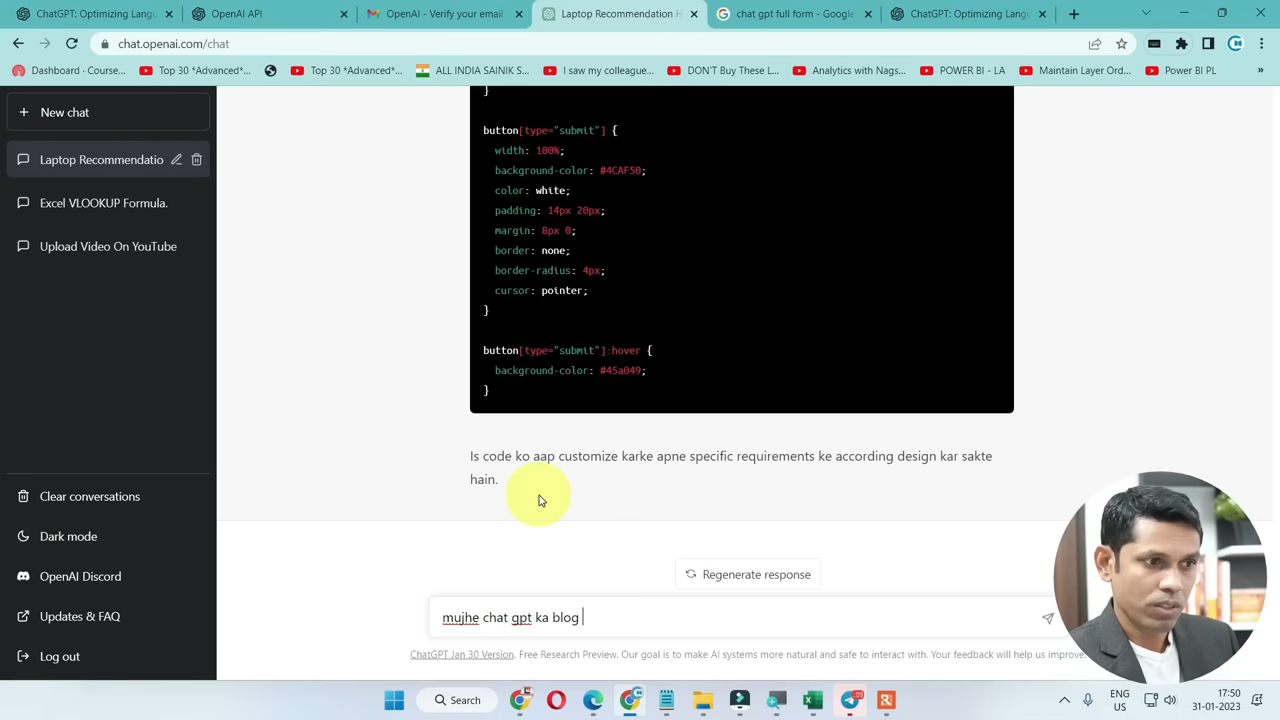 OpenAI API
OpenAI - Email
Laptop Recommendation H
chat gpt full form - Google
ChatGPT: Optimizing Languag
chat.openai.com/chat
Dashboard - Course...
Top 30 *Advanced*...
Top 30 *Advanced*...
ALL INDIA SAINIK S...
I saw my colleague...
DON'T Buy These L...
Analytics with Nags...
POWER BI - LA
Maintain Layer Ord...
Power BI PL
»
+ New chat
Laptop Recommendatio
Excel VLOOKUP Formula.
Upload Video On YouTube
Clear conversations
Dark mode
OpenAI Discord
Updates & FAQ
Log out
}
button[type="submit"] {
width: 100%;
background-color: #4CAF50;
color: white;
padding: 14px 20px;
margin: 8px 0;
border: none;
border-radius: 4px;
cursor: pointer;
}
button[type="submit"]:hover {
background-color: #45a049;
}
Is code ko aap customize karke apne specific requirements ke according design kar sakte
hain.
Regenerate response
mujhe chat gpt ka blog
ChatGPT Jan 30 Version. Free Research Preview. Our goal is to make AI systems more natural and safe to interact with. Your feedback will help us improve.
Search
ENG
US
17:50
31-01-2023